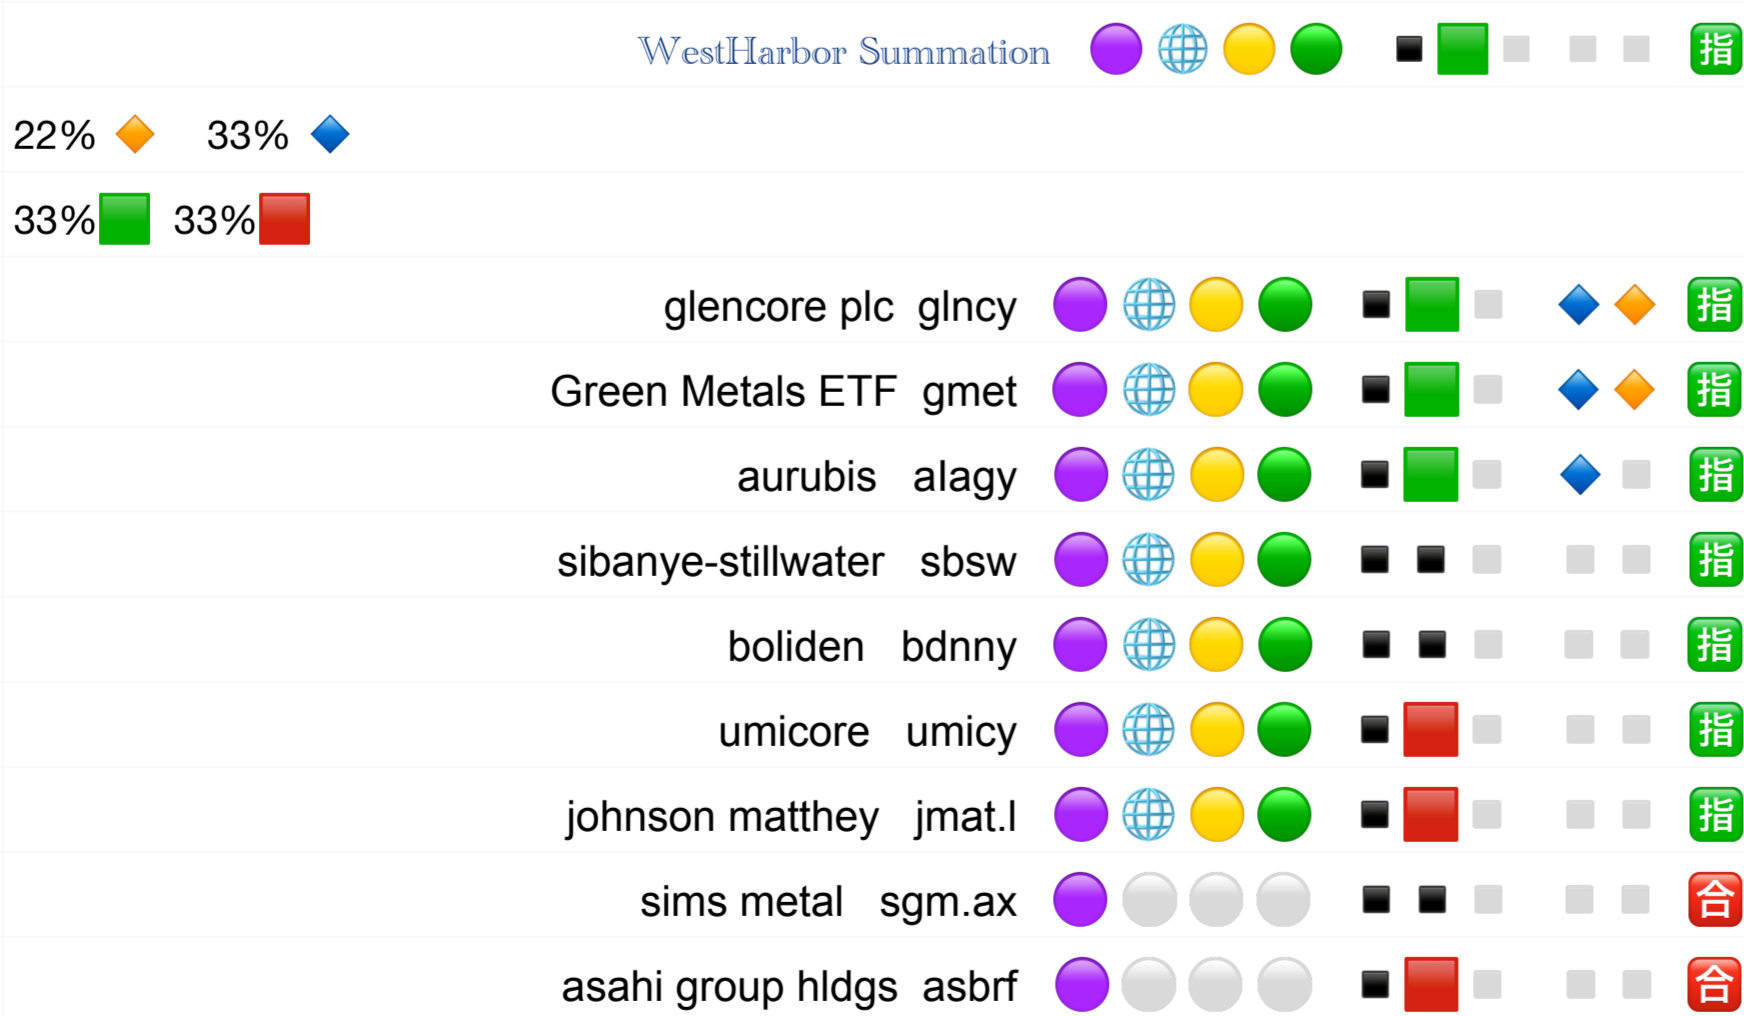 WestHarbor Summation 指
22% 33%
33% 33%
glencore plc glncy 指
Green Metals ETF gmet 指
aurubis alagy 指
sibanye-stillwater sbsw 指
boliden bdnny 指
umicore umicy 指
johnson matthey jmat.l 指
sims metal sgm.ax 合
asahi group hldgs asbrf 合